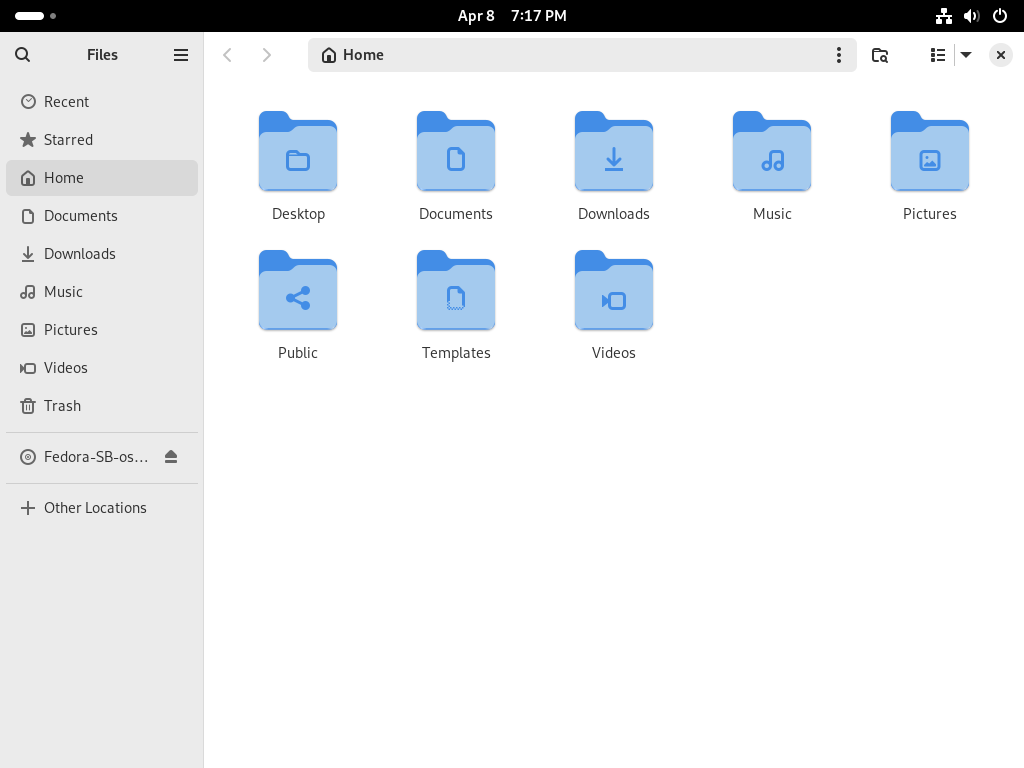 Apr 8 7:17 PM
Files
Home
Recent
Starred
Home
Documents
Downloads
Music
Pictures
Videos
Trash
Fedora-SB-os…
Other Locations
Desktop Documents Downloads Music Pictures
Public Templates Videos